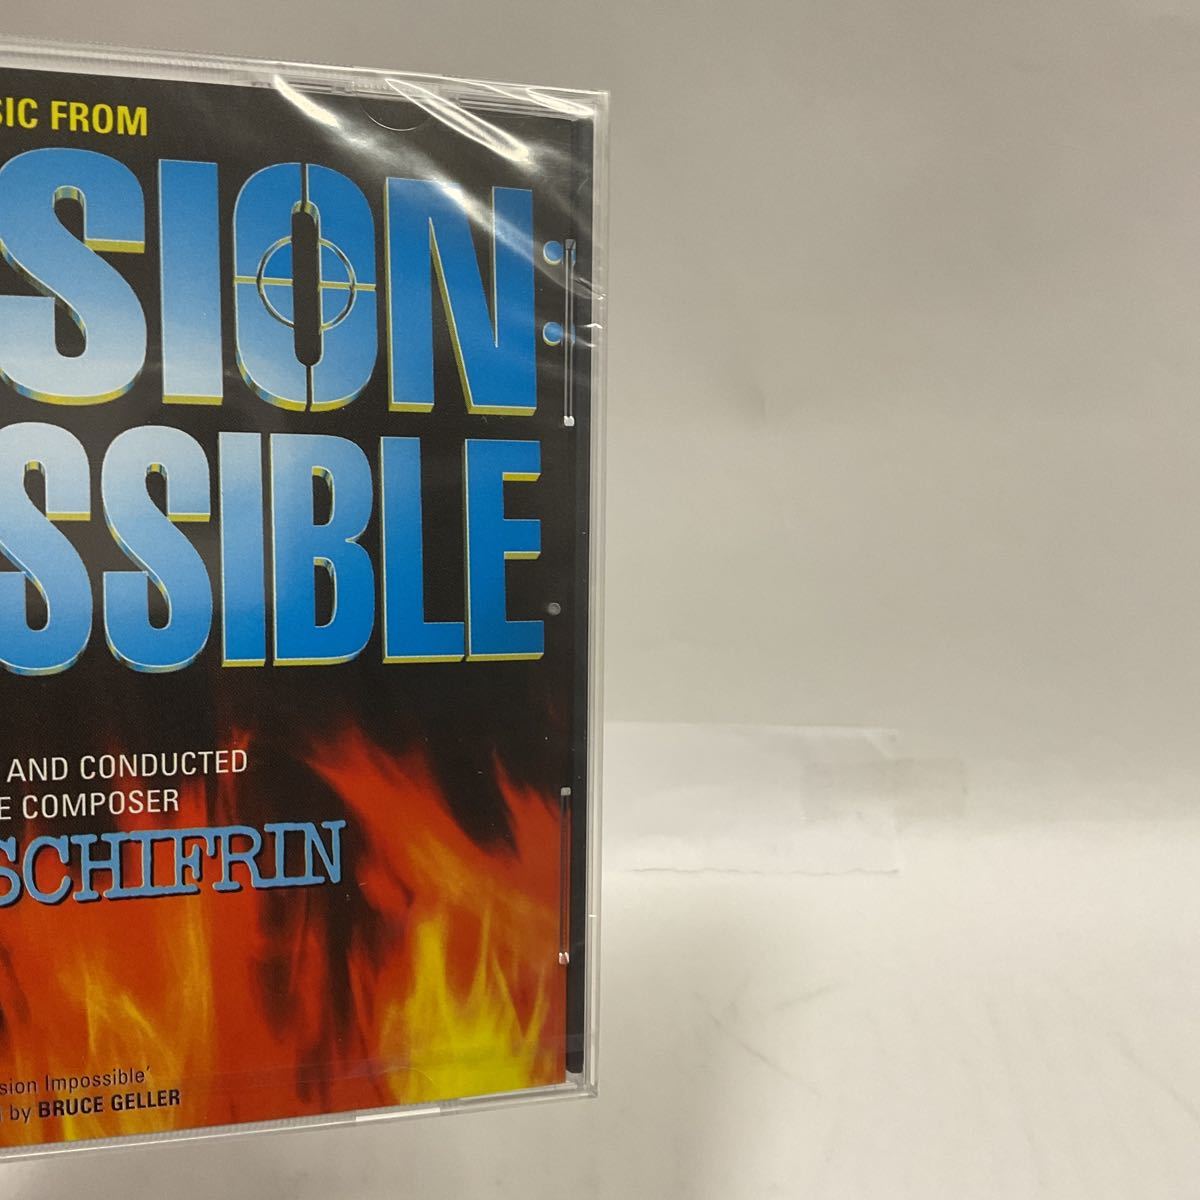 SIC FROM
SION:
SSIBLE
AND CONDUCTED
E COMPOSER
SCHIFRIN
sion Impossible'
by BRUCE GELLER